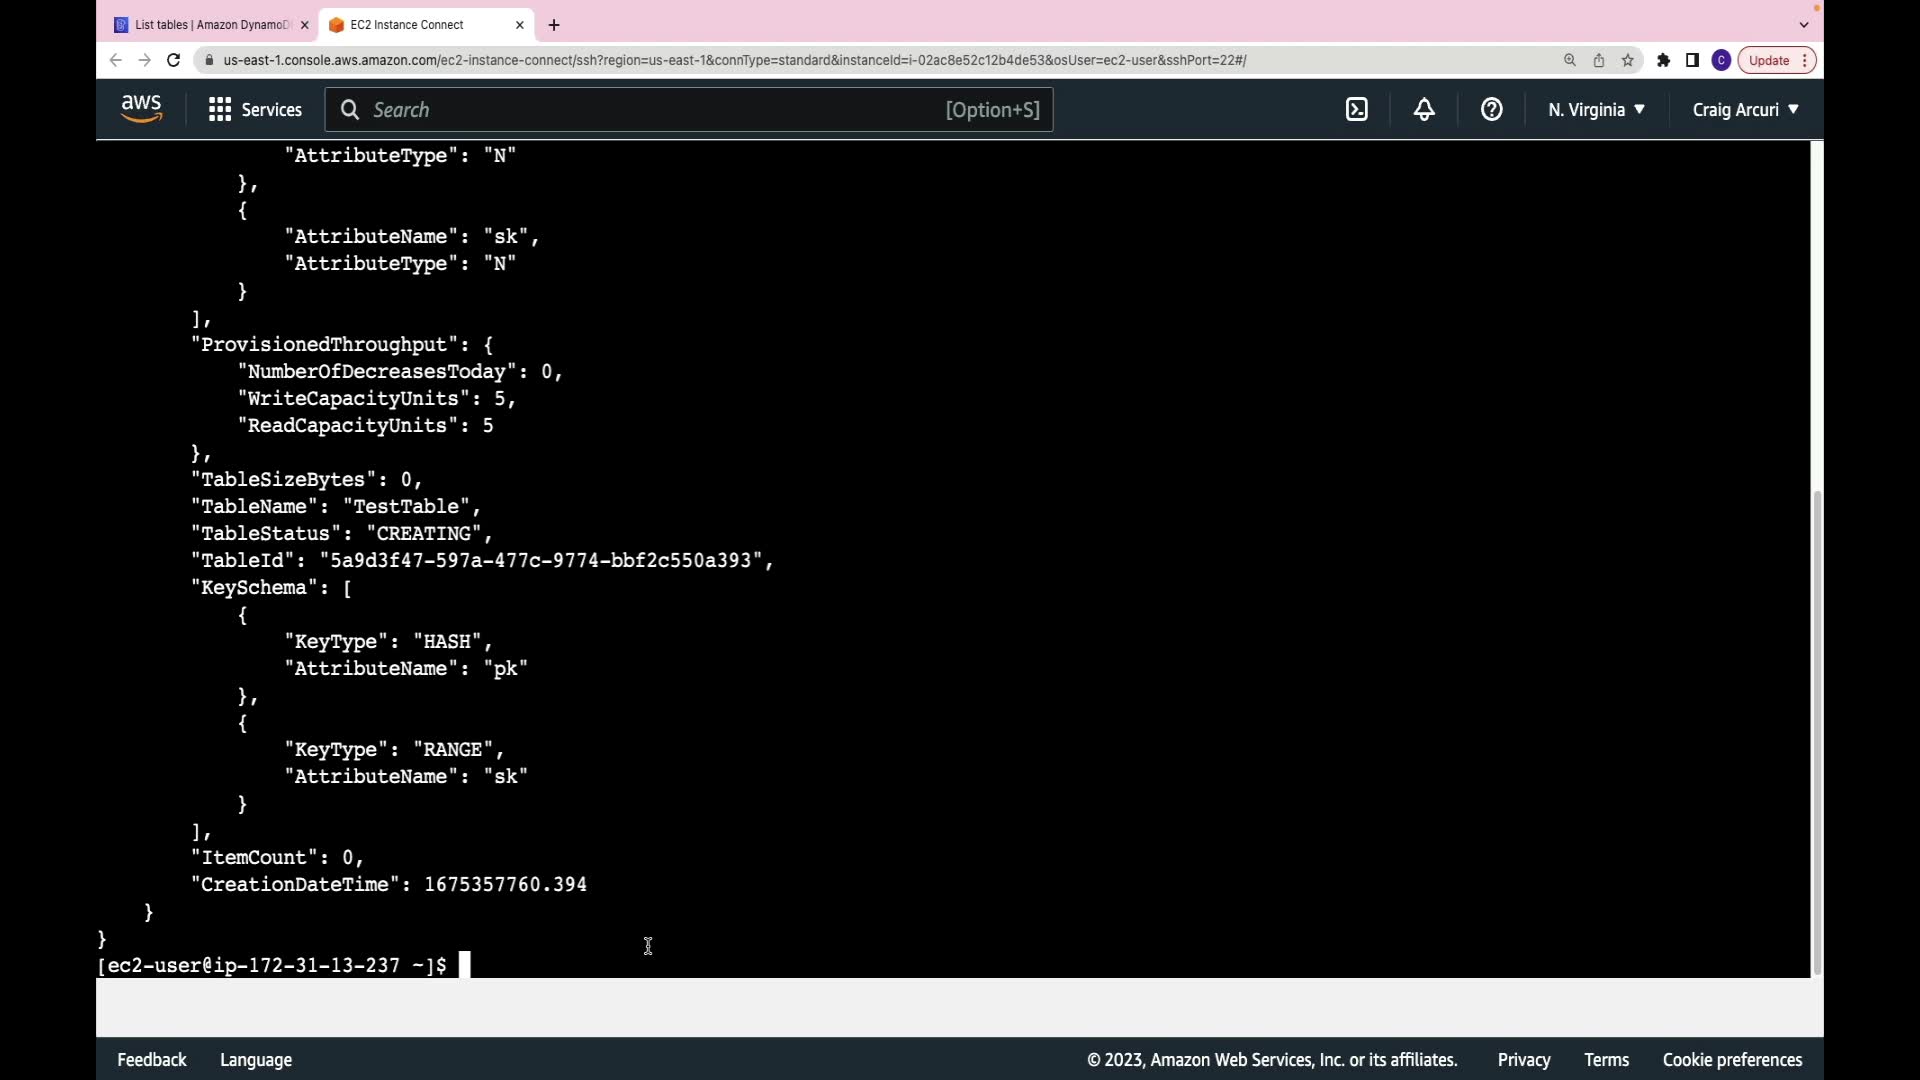 List tables | Amazon DynamoD
EC2 Instance Connect
us-east-1.console.aws.amazon.com/ec2-instance-connect/ssh?region=us-east-1&connType=standard&instanceId=i-02ac8e52c12b4de53&osUser=ec2-user&sshPort=22#/
C
Update
aws
Services
Search
[Option+S]
N. Virginia
Craig Arcuri
"AttributeType": "N"
},
{
"AttributeName": "sk",
"AttributeType": "N"
}
],
"ProvisionedThroughput": {
"NumberOfDecreasesToday": 0,
"WriteCapacityUnits": 5,
"ReadCapacityUnits": 5
},
"TableSizeBytes": 0,
"TableName": "TestTable",
"TableStatus": "CREATING",
"TableId": "5a9d3f47-597a-477c-9774-bbf2c550a393",
"KeySchema": [
{
"KeyType": "HASH",
"AttributeName": "pk"
},
{
"KeyType": "RANGE",
"AttributeName": "sk"
}
],
"ItemCount": 0,
"CreationDateTime": 1675357760.394
}
}
[ec2-user@ip-172-31-13-237 ~]$
Feedback
Language
© 2023, Amazon Web Services, Inc. or its affiliates.
Privacy
Terms
Cookie preferences